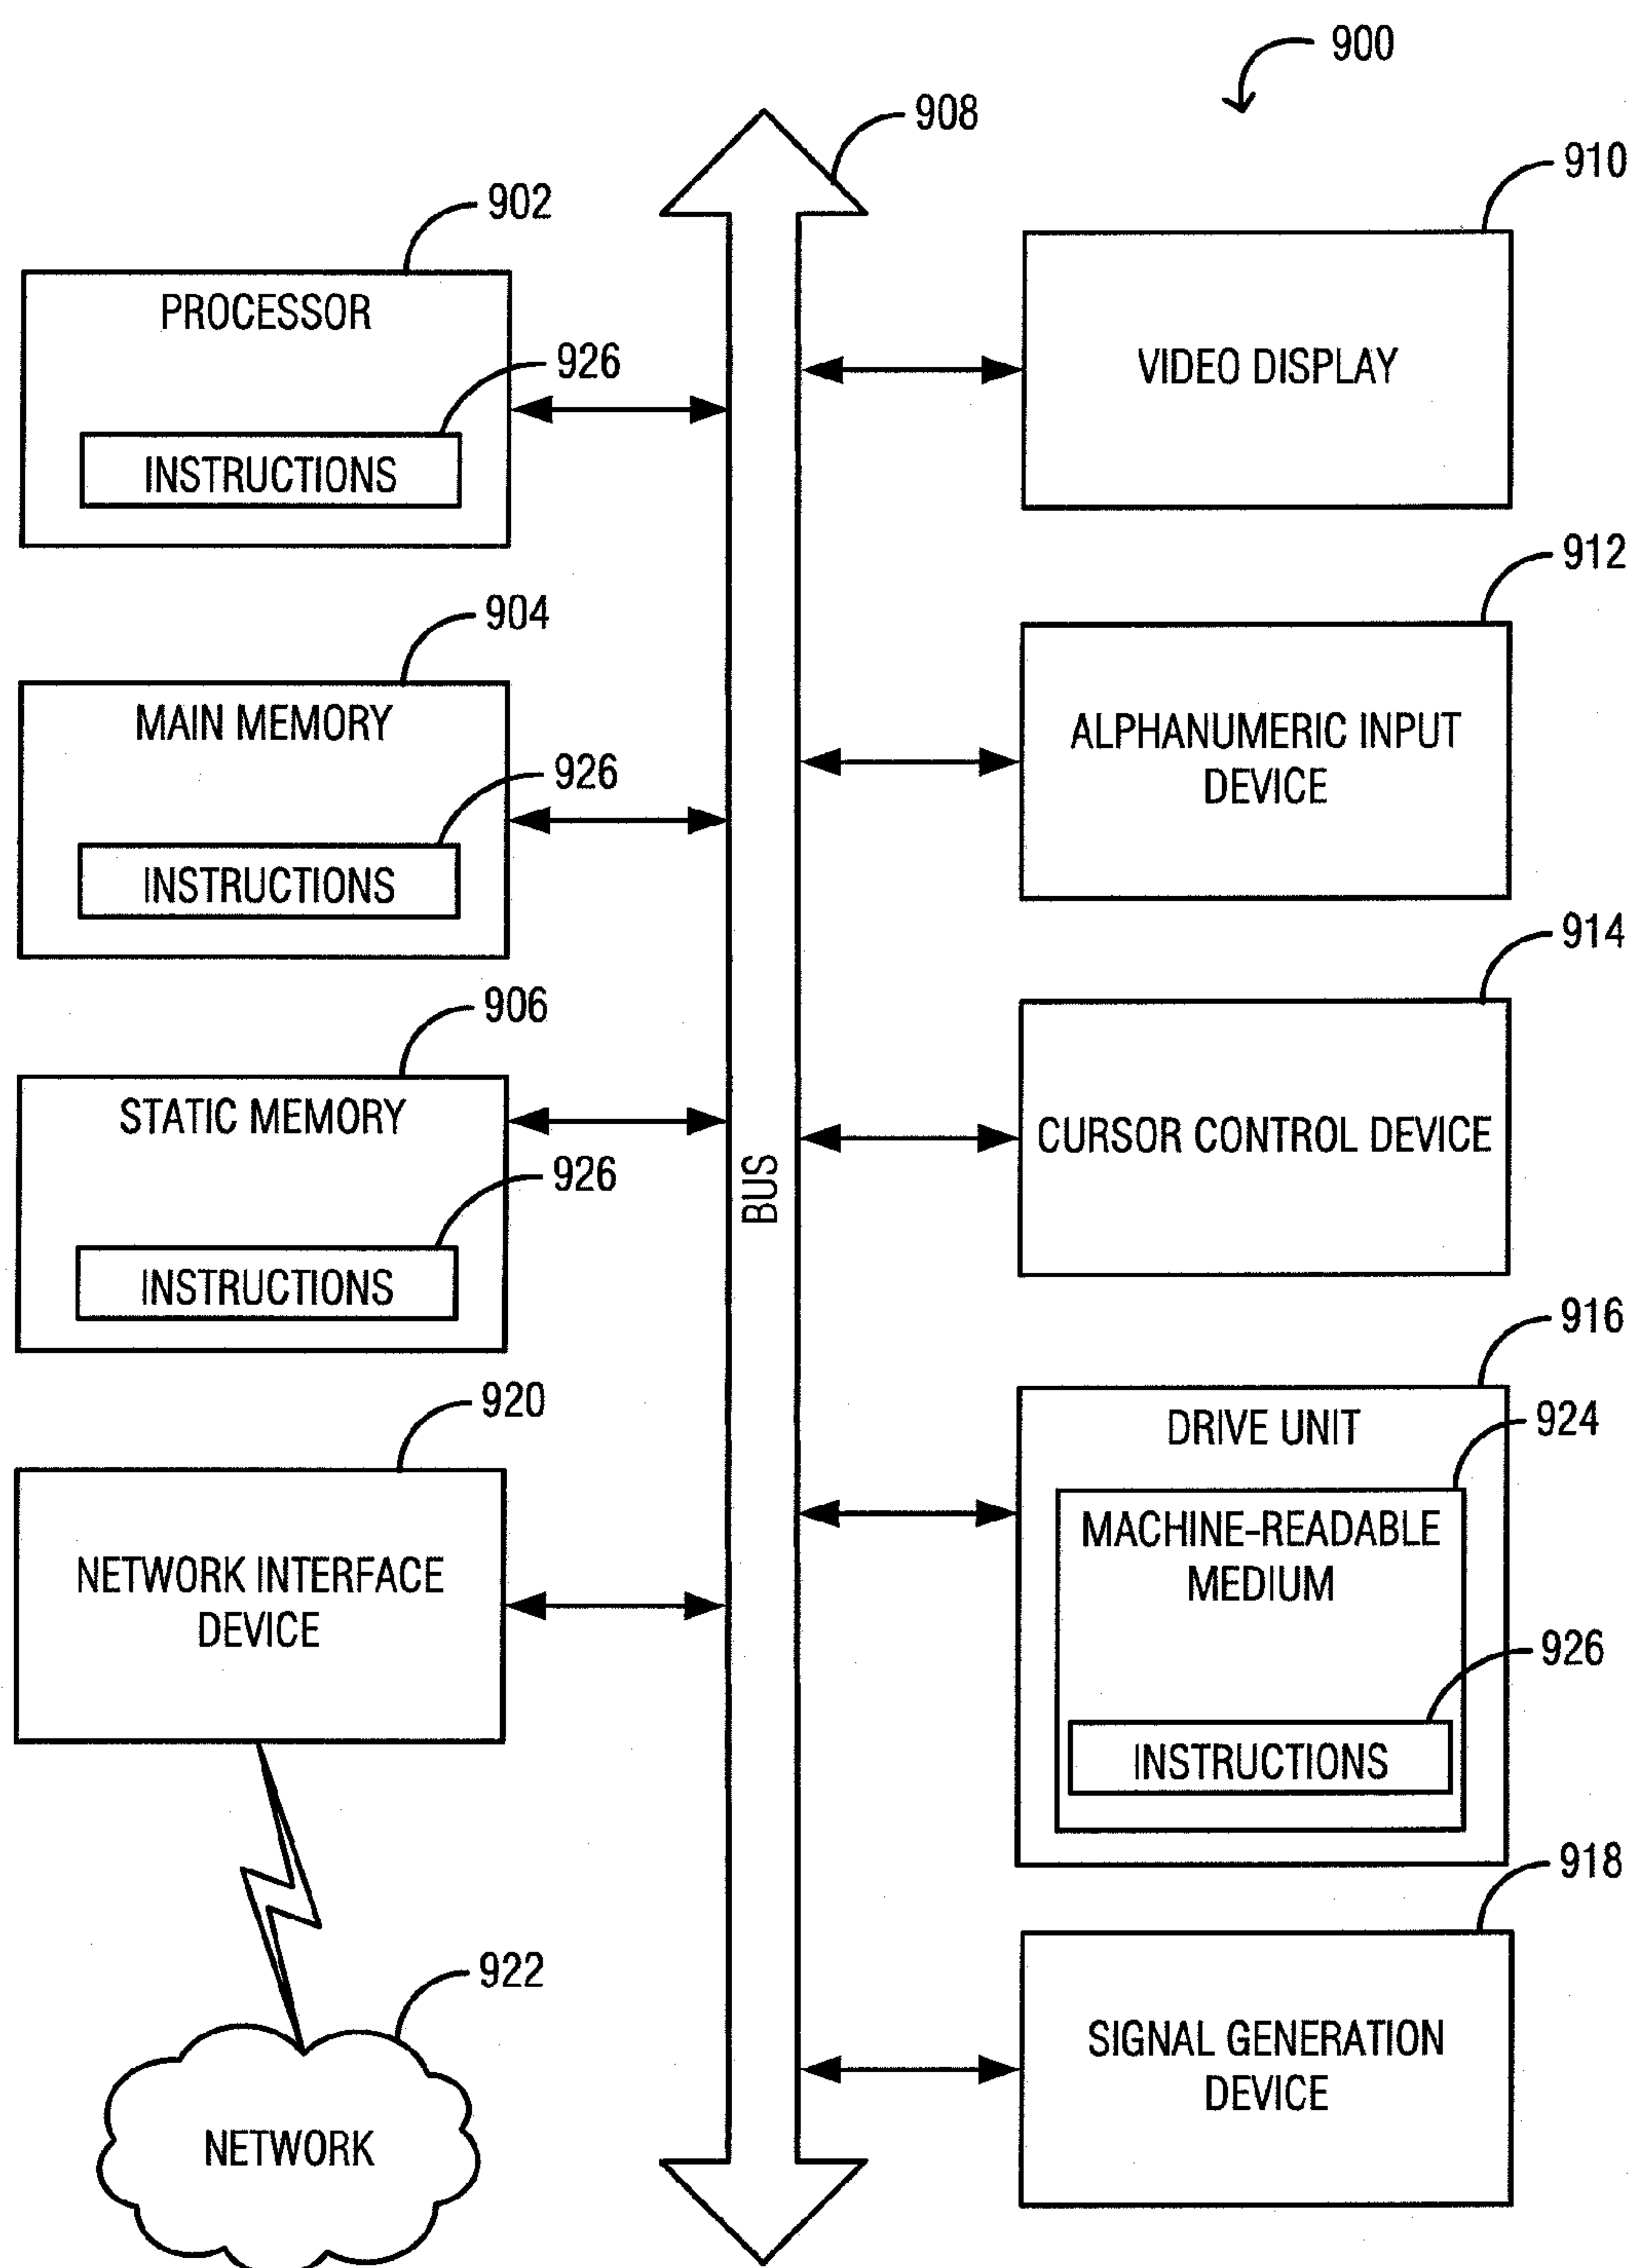 900
908
902
PROCESSOR
926
INSTRUCTIONS
904
MAIN MEMORY
926
INSTRUCTIONS
906
STATIC MEMORY
926
INSTRUCTIONS
920
NETWORK INTERFACE
DEVICE
922
NETWORK
BUS
910
VIDEO DISPLAY
912
ALPHANUMERIC INPUT
DEVICE
914
CURSOR CONTROL DEVICE
916
DRIVE UNIT
924
MACHINE-READABLE
MEDIUM
926
INSTRUCTIONS
918
SIGNAL GENERATION
DEVICE